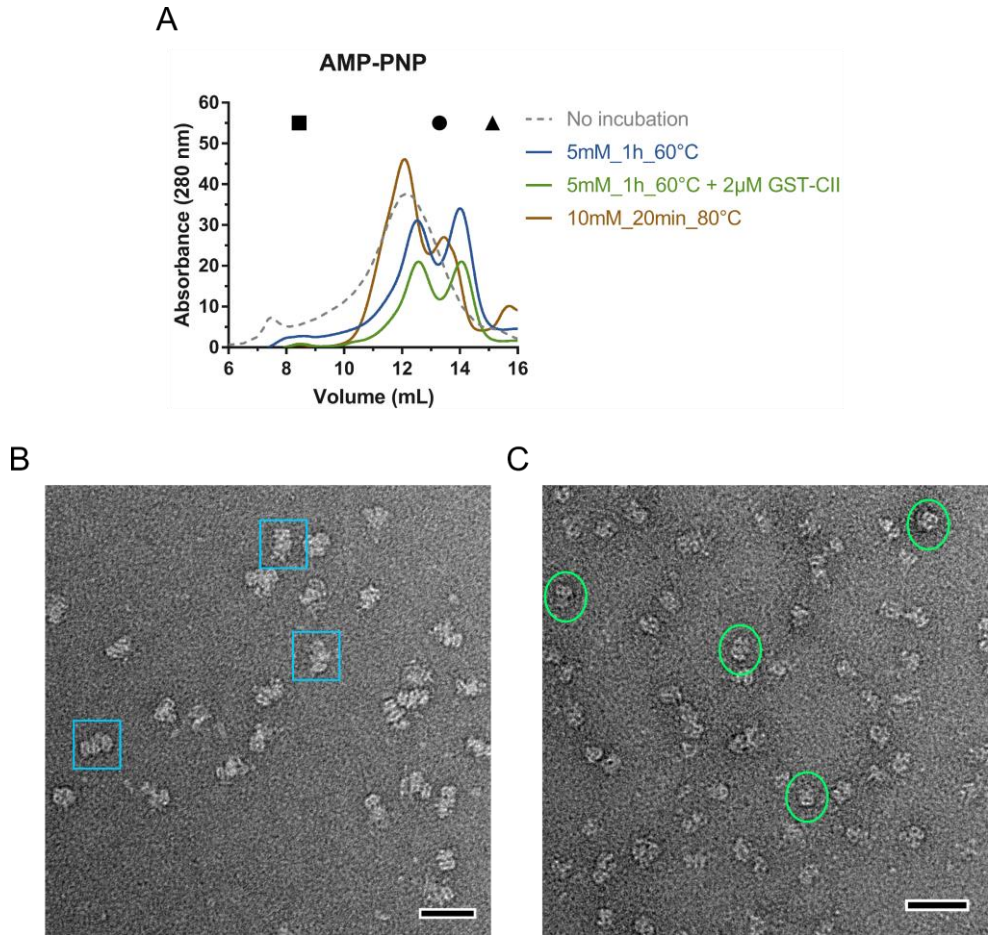 A
AMP-PNP
Absorbance (280 nm)
60
50
40
30
20
10
0
6
8
10
12
14
16
Volume (mL)
No incubation
5mM_1h_60°C
5mM_1h_60°C + 2μM GST-CII
10mM_20min_80°C
B
C